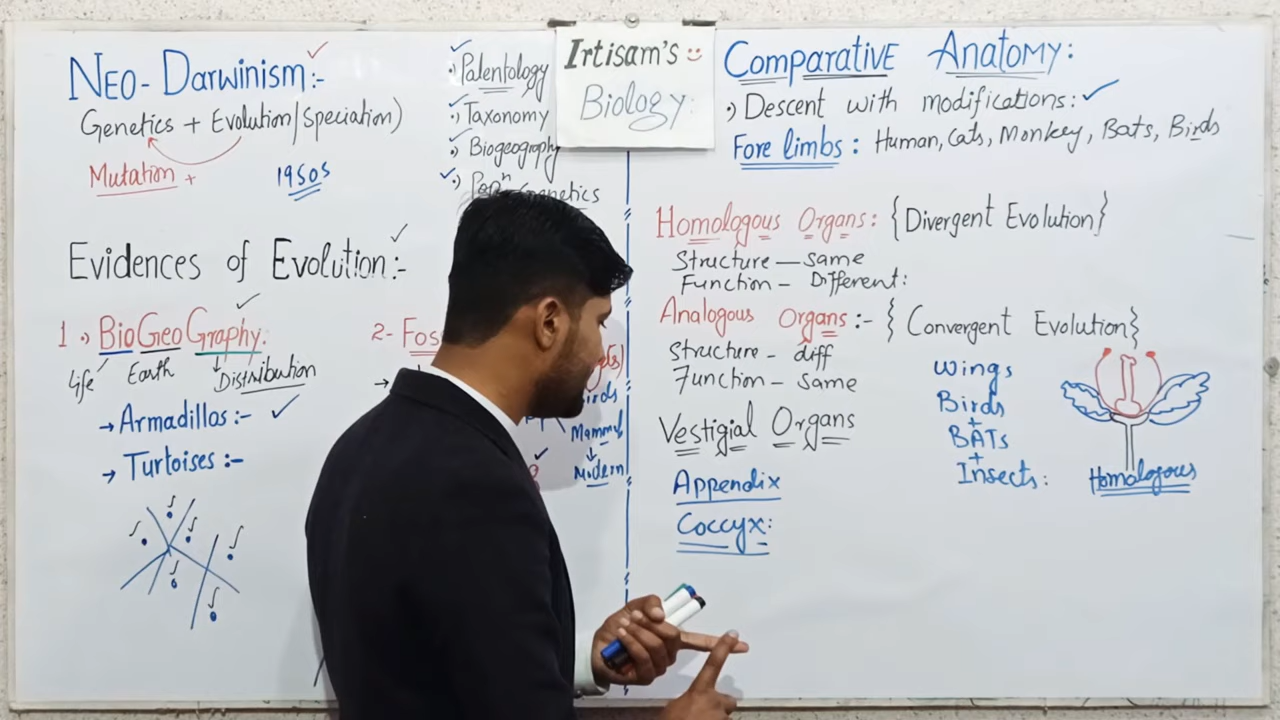 NEO-DARWINISM:-
Genetics + Evolution/Speciation)
Mutation +
1950s
•) Palentology
•) Taxonomy
•) Biogeography
•) Popn genetics
Irtisam's
Biology:
Evidences of Evolution:-
1•) BioGeoGraphy:
Life Earth Distribution
→ Armadillos:-
→ Turtoises:-
2- Fos
Birds
Modern
COMPARATIVE ANATOMY:
•) Descent with modifications:
Fore limbs: Human, Cats, Monkey, Bats, Birds
Homologous Organs: {Divergent Evolution}
Structure — same
Function - Different:
Analogous Organs:- { Convergent Evolution}
Structure - diff
Function - same
Vestigial Organs
Appendix
Coccyx:
Wings
Birds
+
BATs
+
Insects:
Homologous